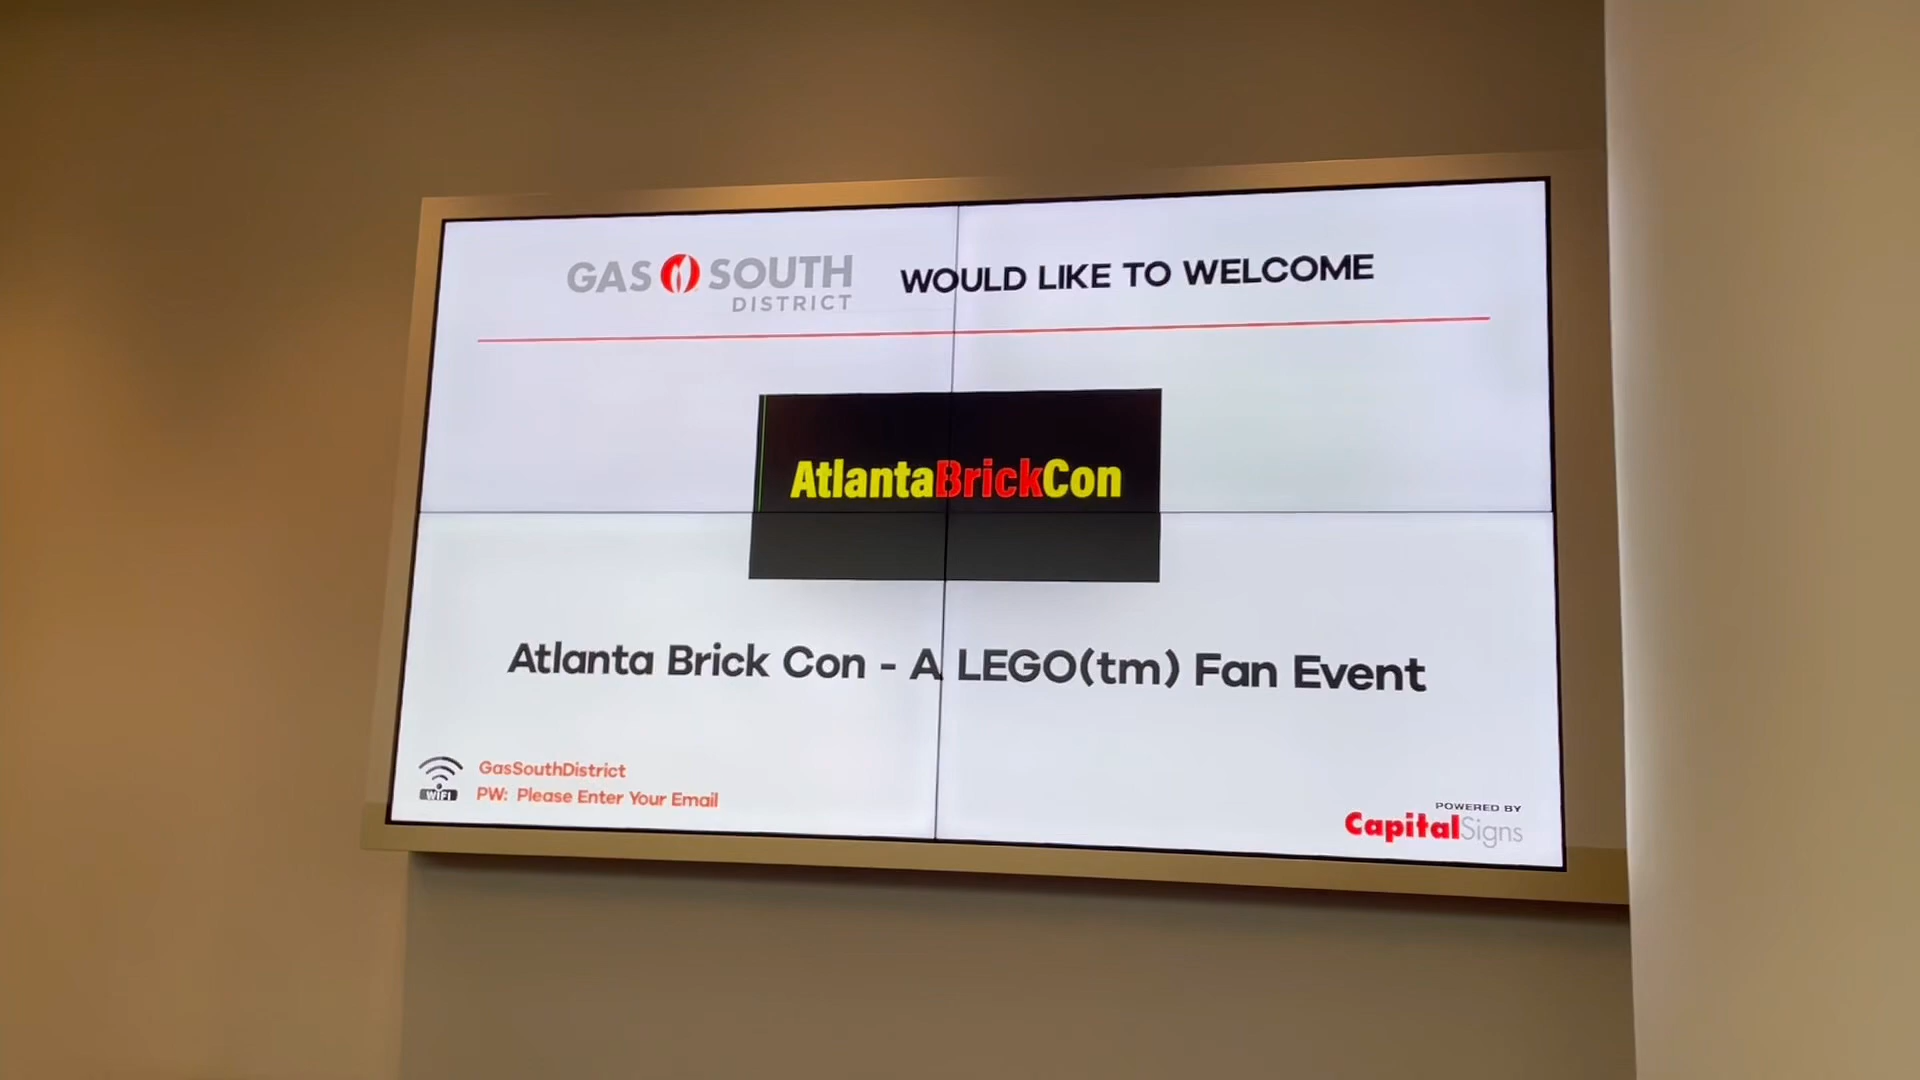 GAS SOUTH
DISTRICT
WOULD LIKE TO WELCOME
AtlantaBrickCon
Atlanta Brick Con - A LEGO(tm) Fan Event
WiFi
GasSouthDistrict
PW: Please Enter Your Email
POWERED BY
CapitalSigns